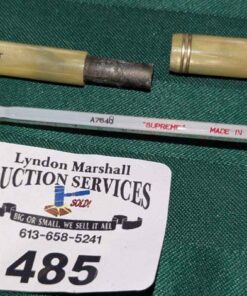 "SUPREME" MADE IN
Lyndon Marshall
UCTION SERVICES
SOLD!
BIG OR SMALL, WE SELL IT ALL
613-658-5241
485